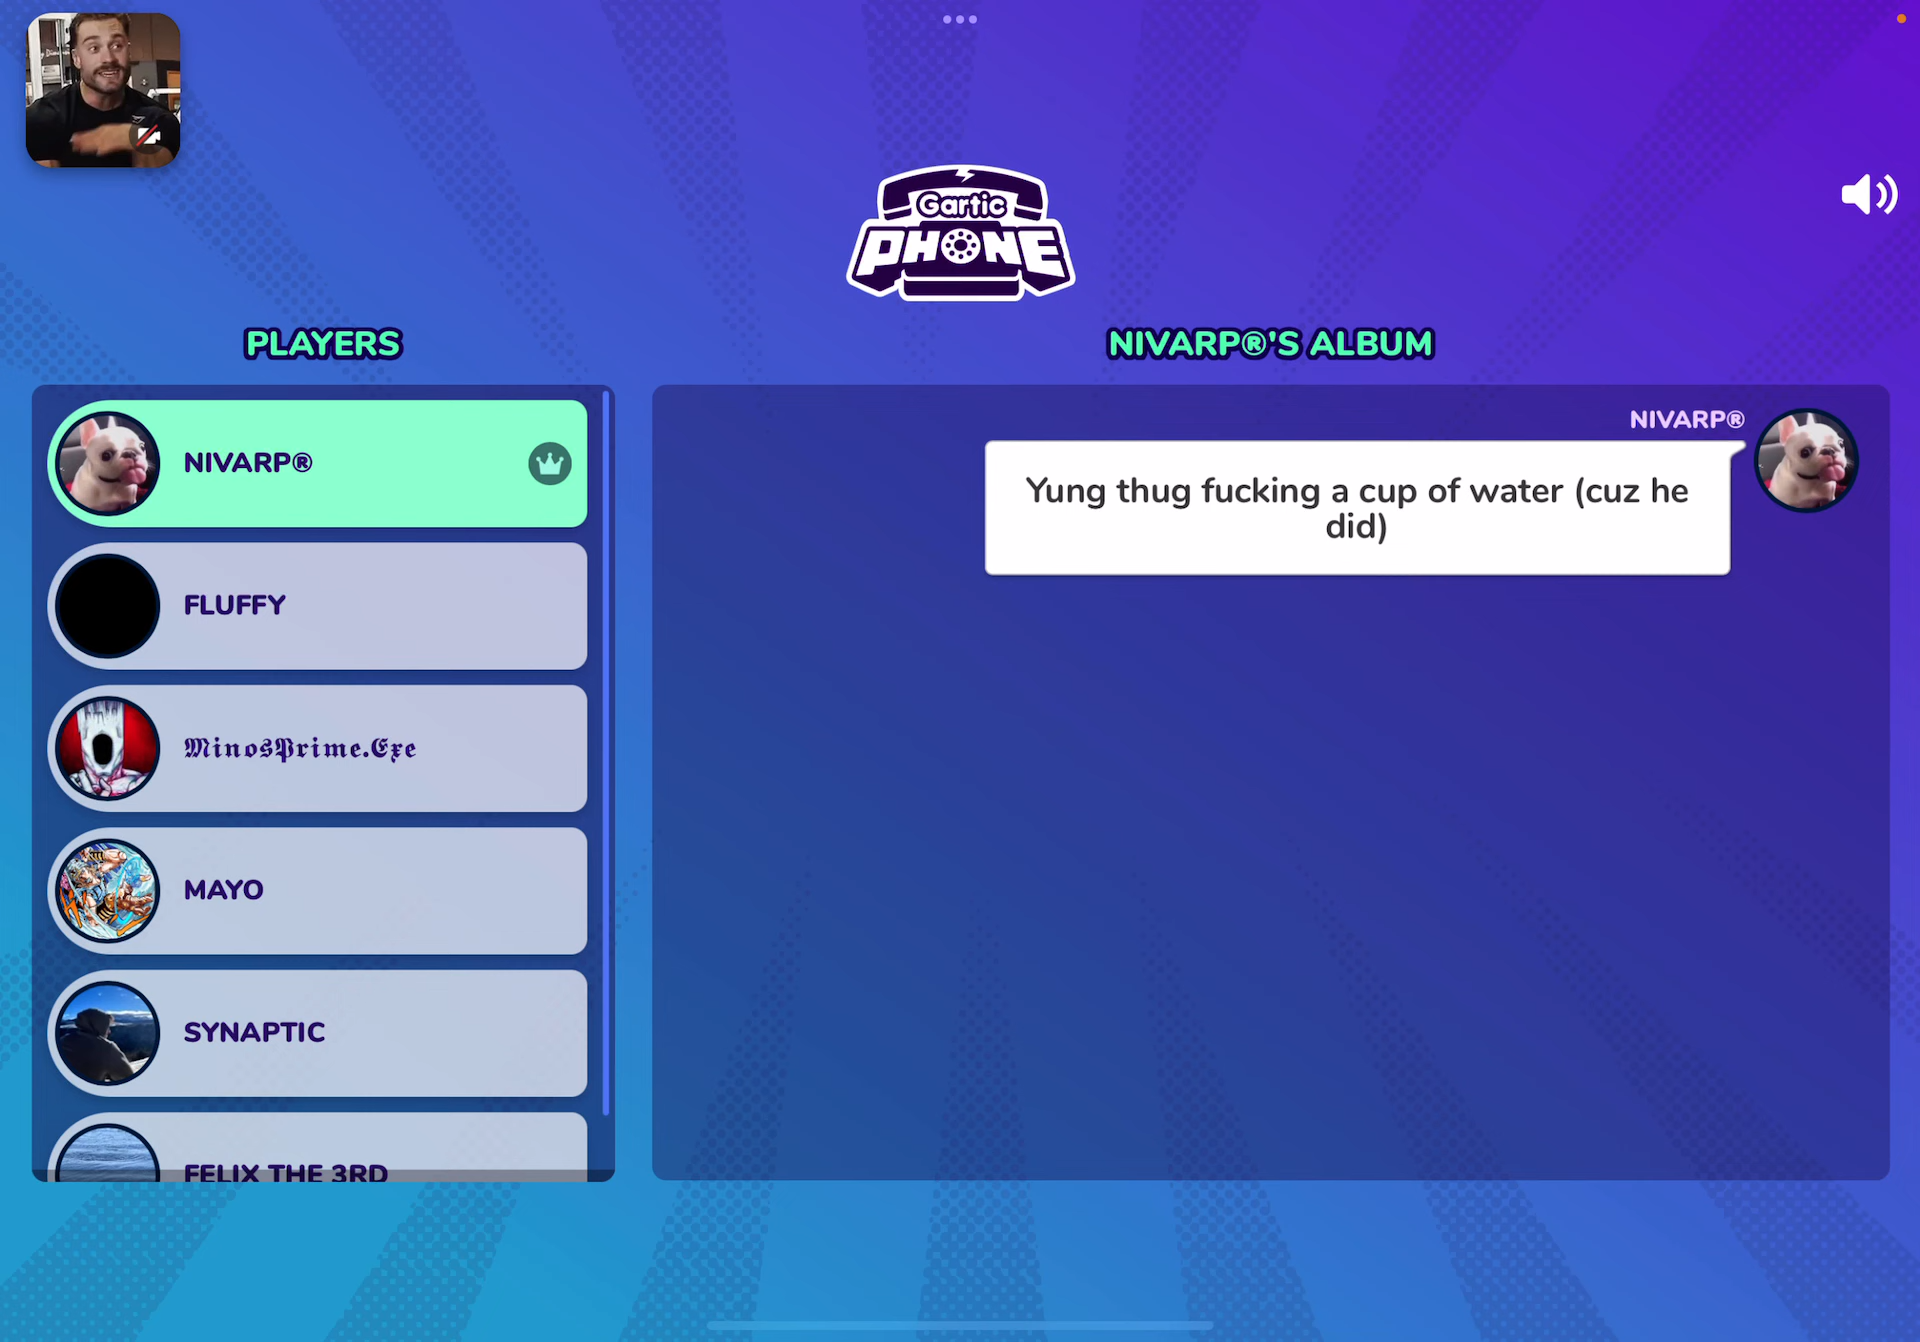 Gartic
PHONE
PLAYERS
NIVARP®'S ALBUM
NIVARP®
FLUFFY
𝕸𝖎𝖓𝖔𝖘𝕻𝖗𝖎𝖒𝖊.𝕰𝖝𝖊
MAYO
SYNAPTIC
FELIX THE 3RD
NIVARP®
Yung thug fucking a cup of water (cuz he
did)